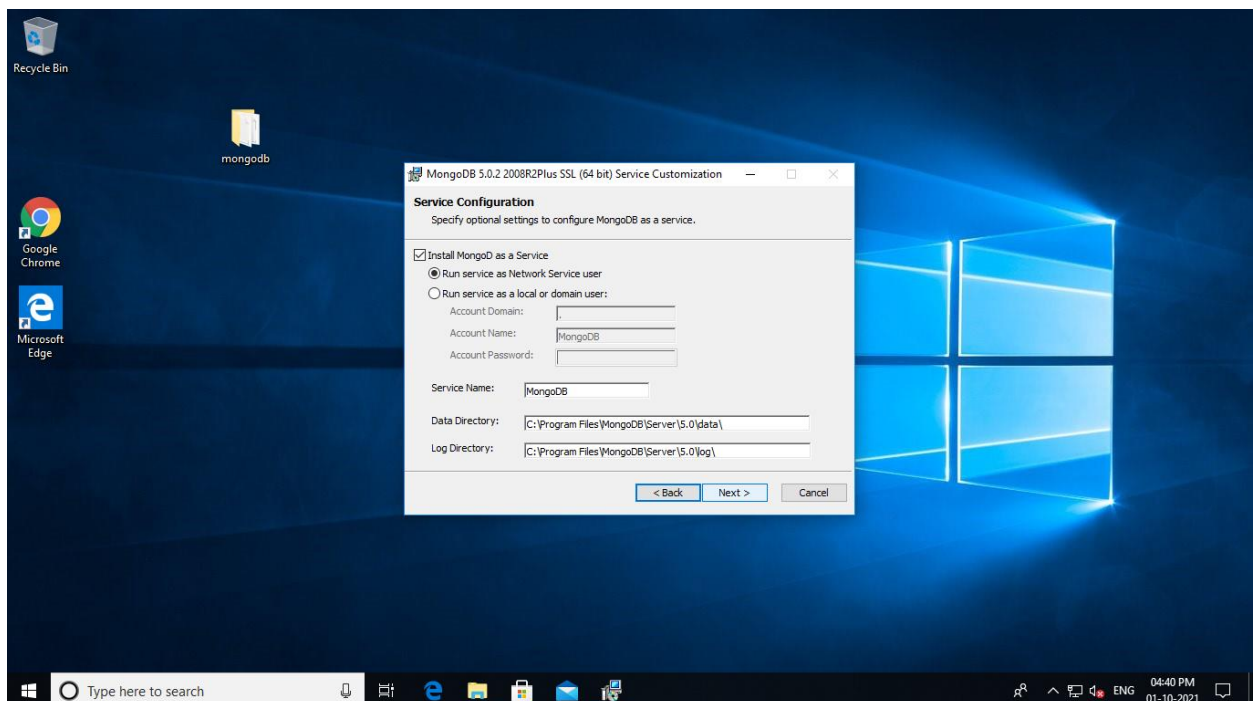 Recycle Bin
mongodb
Google
Chrome
Microsoft
Edge
MongoDB 5.0.2 2008R2Plus SSL (64 bit) Service Customization
Service Configuration
Specify optional settings to configure MongoDB as a service.
Install MongoD as a Service
Run service as Network Service user
Run service as a local or domain user:
Account Domain: .
Account Name: MongoDB
Account Password:
Service Name: MongoDB
Data Directory: C:\Program Files\MongoDB\Server\5.0\data\
Log Directory: C:\Program Files\MongoDB\Server\5.0\log\
< Back Next > Cancel
Type here to search
ENG
04:40 PM
01-10-2021